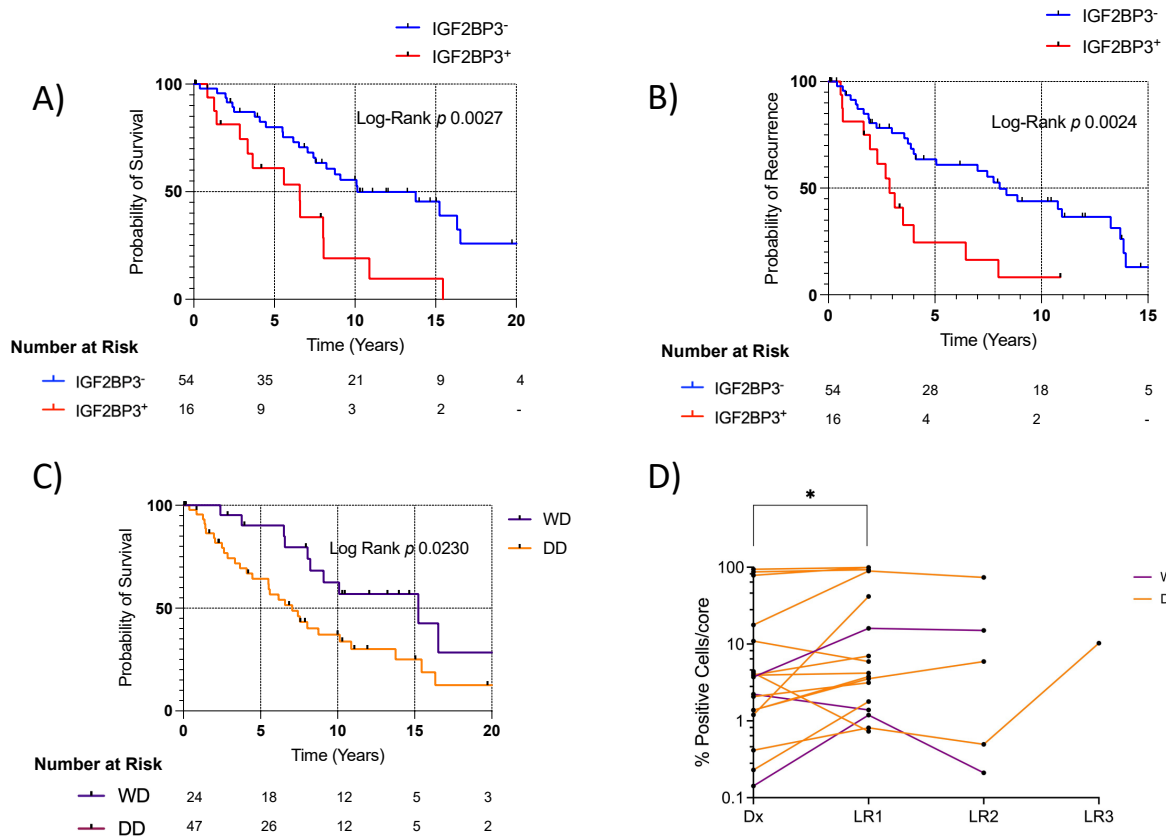 A)
IGF2BP3-
IGF2BP3+
Log-Rank p 0.0027
Probability of Survival
100
50
0
0 5 10 15 20
Time (Years)
Number at Risk
IGF2BP3- 54 35 21 9 4
IGF2BP3+ 16 9 3 2 -
B)
IGF2BP3-
IGF2BP3+
Log-Rank p 0.0024
Probability of Recurrence
100
50
0
0 5 10 15
Time (Years)
Number at Risk
IGF2BP3- 54 28 18 5
IGF2BP3+ 16 4 2 -
C)
WD
DD
Log Rank p 0.0230
Probability of Survival
100
50
0
0 5 10 15 20
Time (Years)
Number at Risk
WD 24 18 12 5 3
DD 47 26 12 5 2
D)
*
W
D
% Positive Cells/core
100
10
1
0.1
Dx LR1 LR2 LR3